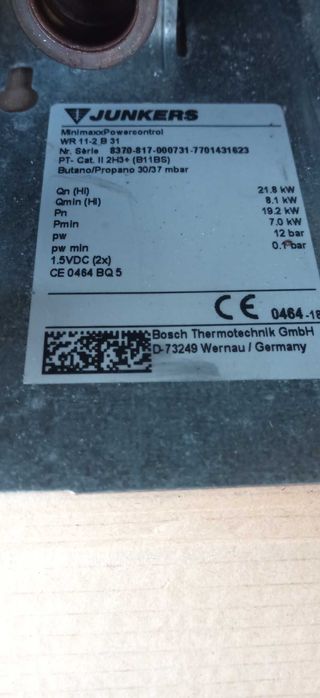 JUNKERS
MinimaxxPowercontrol
WR 11-2 B 31
Nr. Série 8370-817-000731-7701431623
PT- Cat. II 2H3+ (B11BS)
Butano/Propano 30/37 mbar
Qn (Hi) 21.8 kW
Qmin (Hi) 8.1 kW
Pn 19.2 kW
Pmin 7.0 kW
pw 12 bar
pw min 0.1 bar
1.5VDC (2x)
CE 0464 BQ 5
CE 0464-18
Bosch Thermotechnik GmbH
D-73249 Wernau / Germany